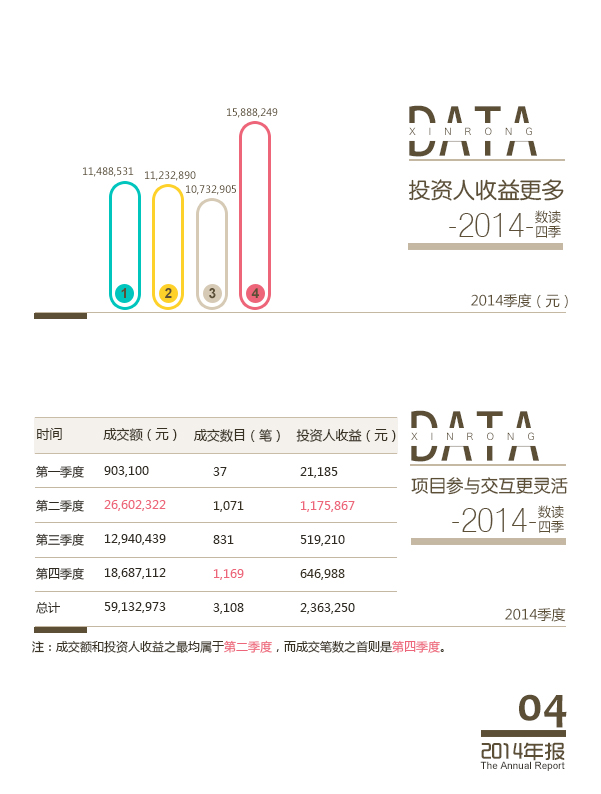 15,888,249
11,488,531
11,232,890
10,732,905
1
2
3
4
DATA
XINRONG
投资人收益更多
-2014-数读四季
2014季度（元）
DATA
XINRONG
项目参与交互更灵活
-2014-数读四季
2014季度
时间 成交额（元） 成交数目（笔） 投资人收益（元）
第一季度 903,100 37 21,185
第二季度 26,602,322 1,071 1,175,867
第三季度 12,940,439 831 519,210
第四季度 18,687,112 1,169 646,988
总计 59,132,973 3,108 2,363,250
注：成交额和投资人收益之最均属于第二季度，而成交笔数之首则是第四季度。
04
2014年报
The Annual Report